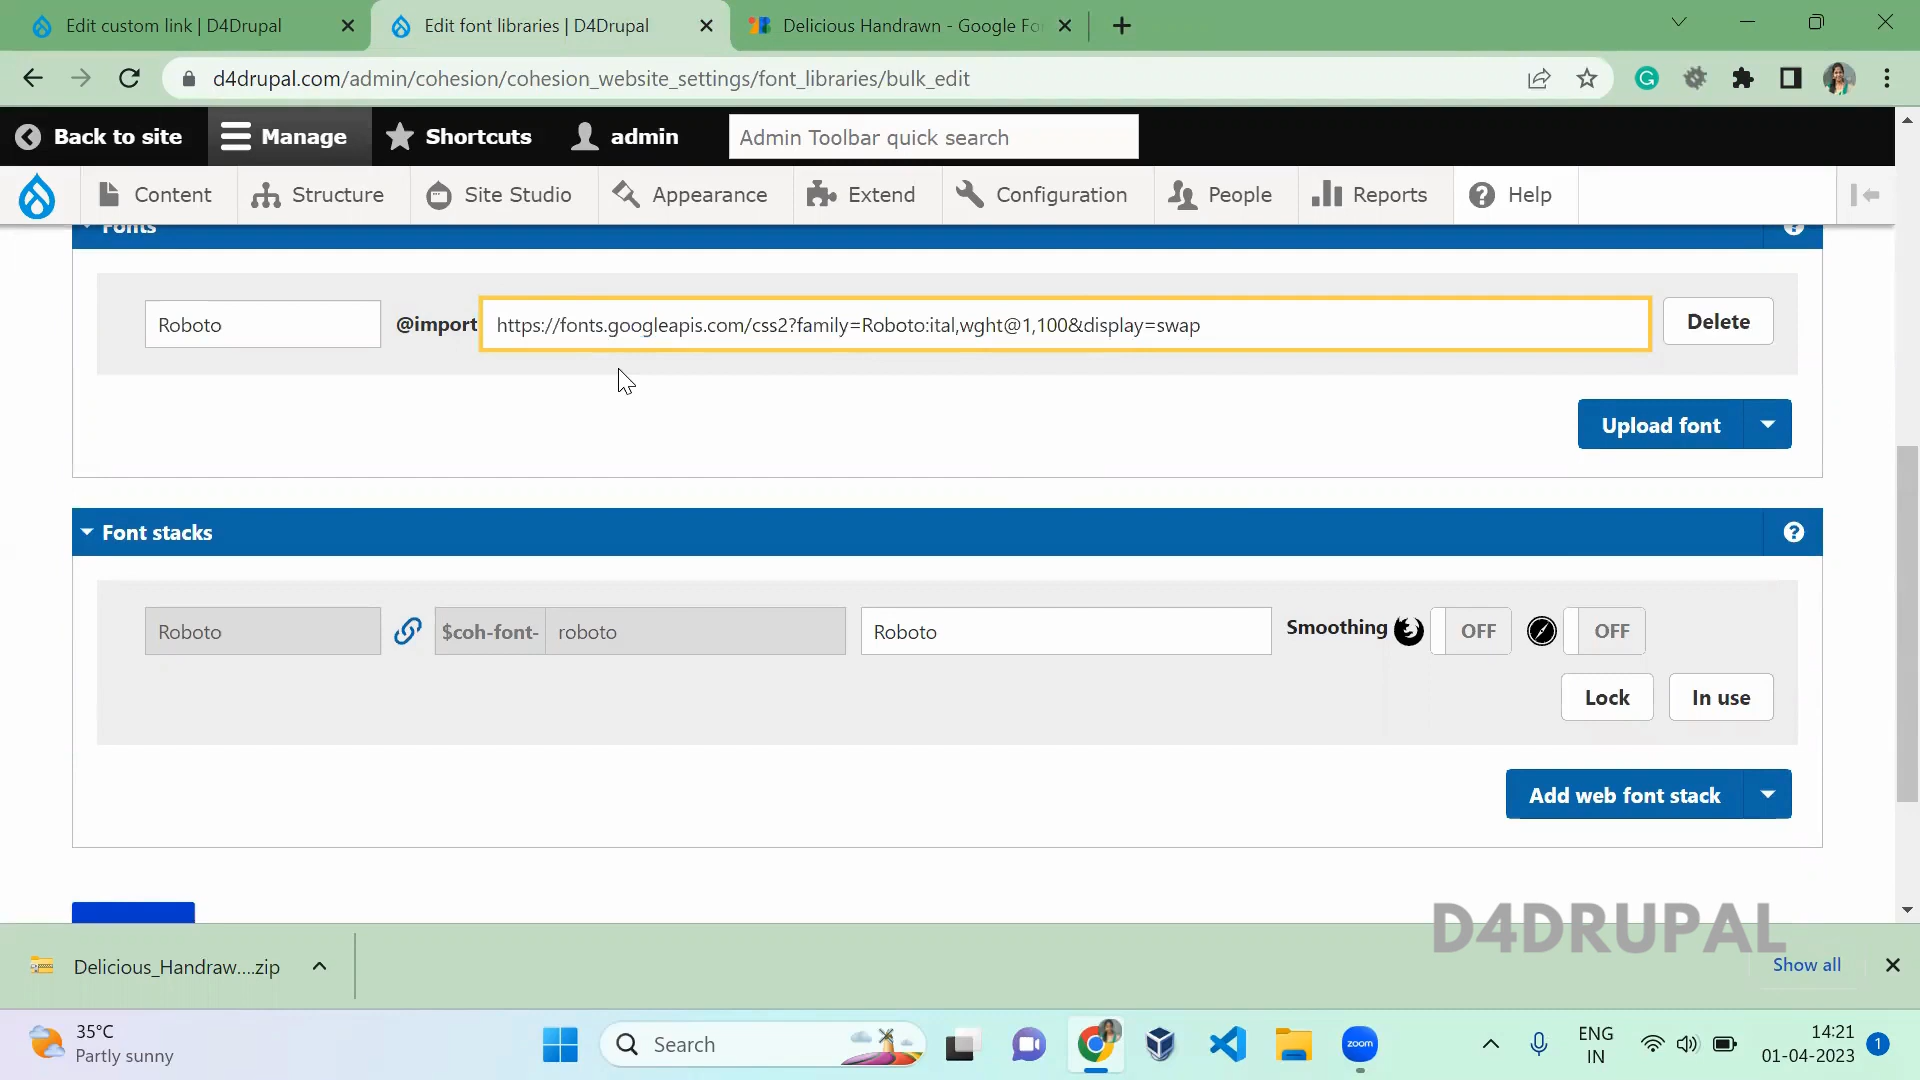 Edit custom link | D4Drupal
Edit font libraries | D4Drupal
Delicious Handrawn - Google Fo
d4drupal.com/admin/cohesion/cohesion_website_settings/font_libraries/bulk_edit
Back to site
Manage
Shortcuts
admin
Admin Toolbar quick search
Content
Structure
Site Studio
Appearance
Extend
Configuration
People
Reports
Help
Fonts
Roboto
@import
https://fonts.googleapis.com/css2?family=Roboto:ital,wght@1,100&display=swap
Delete
Upload font
Font stacks
Roboto
$coh-font-
roboto
Roboto
Smoothing
OFF
OFF
Lock
In use
Add web font stack
D4DRUPAL
Delicious_Handraw....zip
Show all
35°C
Partly sunny
Search
zoom
ENG
IN
14:21
01-04-2023
1